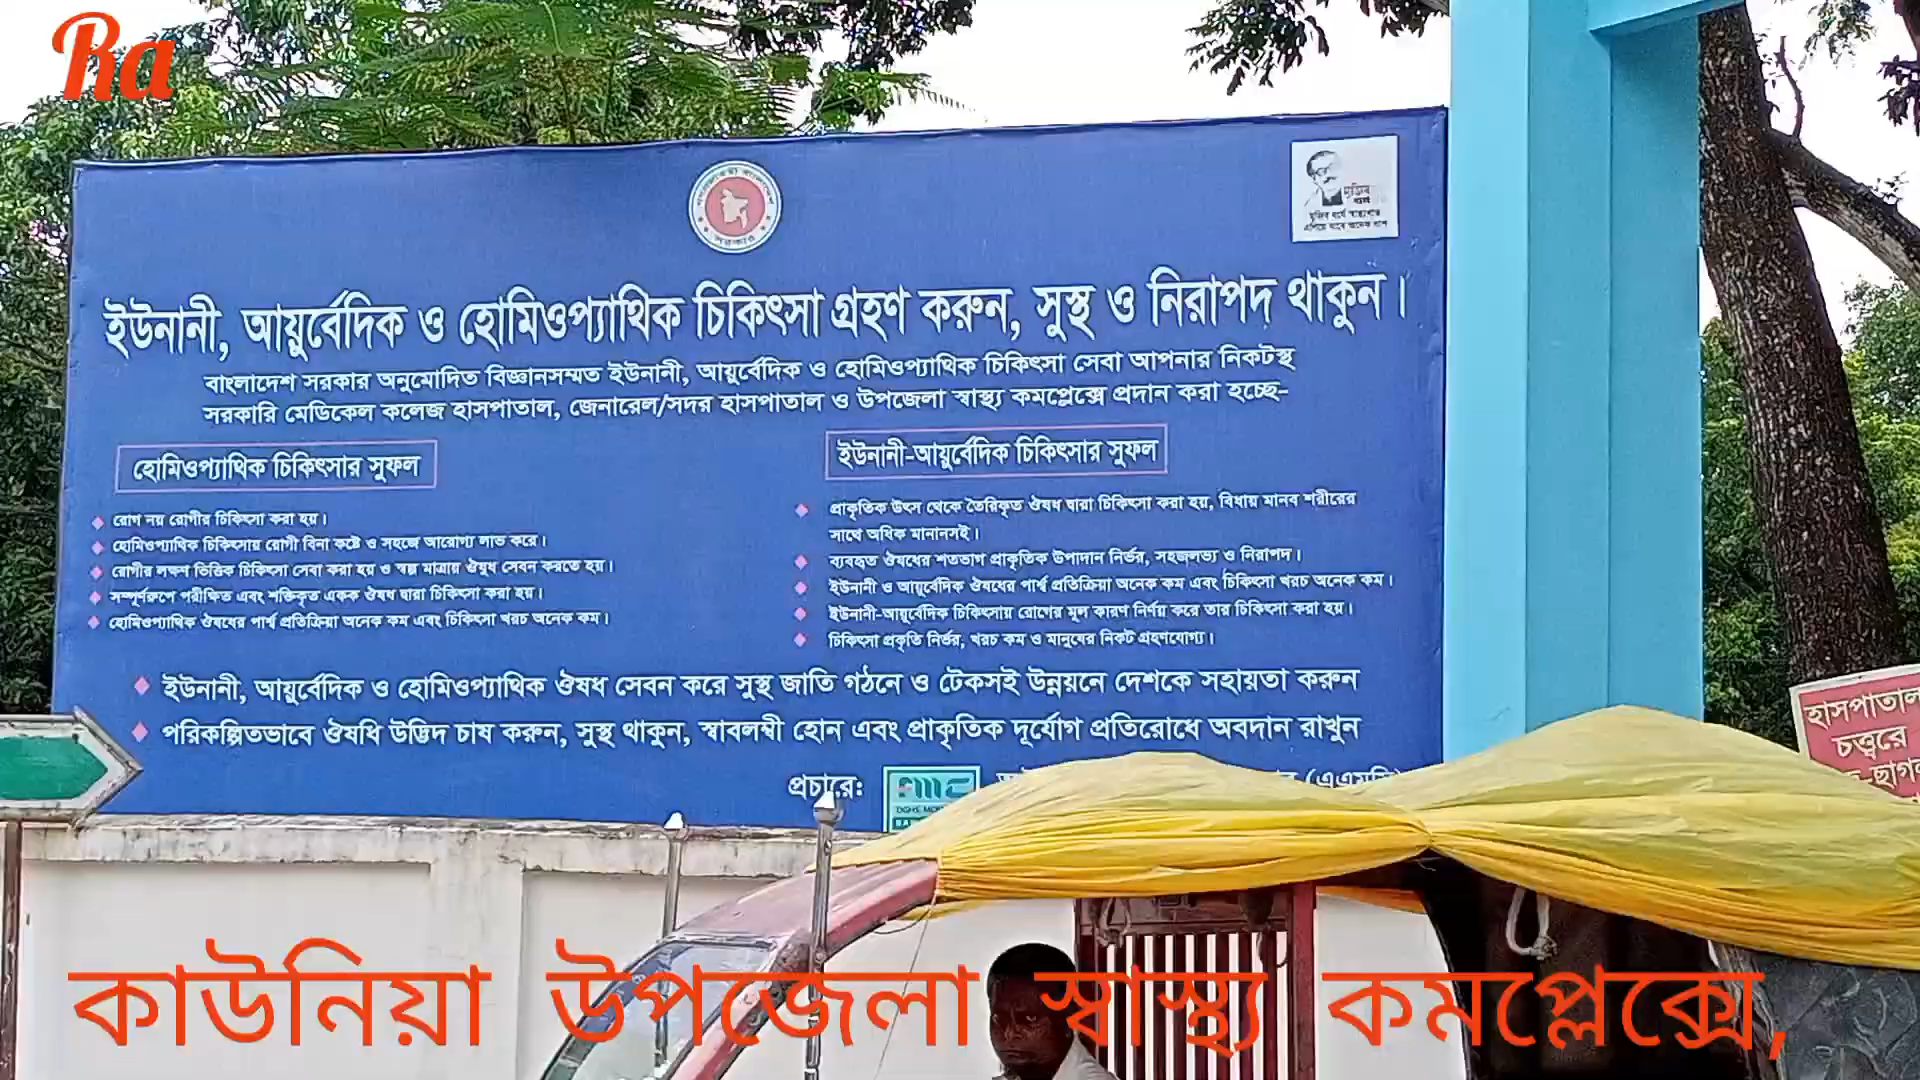 Ra
মুজিব
ইউনানী, আয়ুর্বেদিক ও হোমিওপ্যাথিক চিকিৎসা গ্রহণ করুন, সুস্থ ও নিরাপদ থাকুন।
বাংলাদেশ সরকার অনুমোদিত বিজ্ঞানসম্মত ইউনানী, আয়ুর্বেদিক ও হোমিওপ্যাথিক চিকিৎসা সেবা আপনার নিকটস্থ
সরকারি মেডিকেল কলেজ হাসপাতাল, জেনারেল/সদর হাসপাতাল ও উপজেলা স্বাস্থ্য কমপ্লেক্সে প্রদান করা হচ্ছে-
হোমিওপ্যাথিক চিকিৎসার সুফল
রোগ নয় রোগীর চিকিৎসা করা হয়।
হোমিওপ্যাথিক চিকিৎসায় রোগী বিনা কষ্টে ও সহজে আরোগ্য লাভ করে।
রোগীর লক্ষণ ভিত্তিক চিকিৎসা সেবা করা হয় ও স্বল্প মাত্রায় ঔষুধ সেবন করতে হয়।
সম্পূর্ণরুপে পরীক্ষিত এবং শক্তিকৃত একক ঔষধ দ্বারা চিকিৎসা করা হয়।
হোমিওপ্যাথিক ঔষধের পার্শ্ব প্রতিক্রিয়া অনেক কম এবং চিকিৎসা খরচ অনেক কম।
ইউনানী-আয়ুর্বেদিক চিকিৎসার সুফল
প্রাকৃতিক উৎস থেকে তৈরিকৃত ঔষধ দ্বারা চিকিৎসা করা হয়, বিধায় মানব শরীরের
সাথে অধিক মানানসই।
ব্যবহৃত ঔষধের শতভাগ প্রাকৃতিক উপাদান নির্ভর, সহজলভ্য ও নিরাপদ।
ইউনানী ও আয়ুর্বেদিক ঔষধের পার্শ্ব প্রতিক্রিয়া অনেক কম এবং চিকিৎসা খরচ অনেক কম।
ইউনানী-আয়ুর্বেদিক চিকিৎসায় রোগের মূল কারণ নির্ণয় করে তার চিকিৎসা করা হয়।
চিকিৎসা প্রকৃতি নির্ভর, খরচ কম ও মানুষের নিকট গ্রহণযোগ্য।
ইউনানী, আয়ুর্বেদিক ও হোমিওপ্যাথিক ঔষধ সেবন করে সুস্থ জাতি গঠনে ও টেকসই উন্নয়নে দেশকে সহায়তা করুন
পরিকল্পিতভাবে ঔষধি উদ্ভিদ চাষ করুন, সুস্থ থাকুন, স্বাবলম্বী হোন এবং প্রাকৃতিক দূর্যোগ প্রতিরোধে অবদান রাখুন
প্রচারে:
হাসপাতাল
চত্ত্বরে
কাউনিয়া উপজেলা স্বাস্থ্য কমপ্লেক্সে,